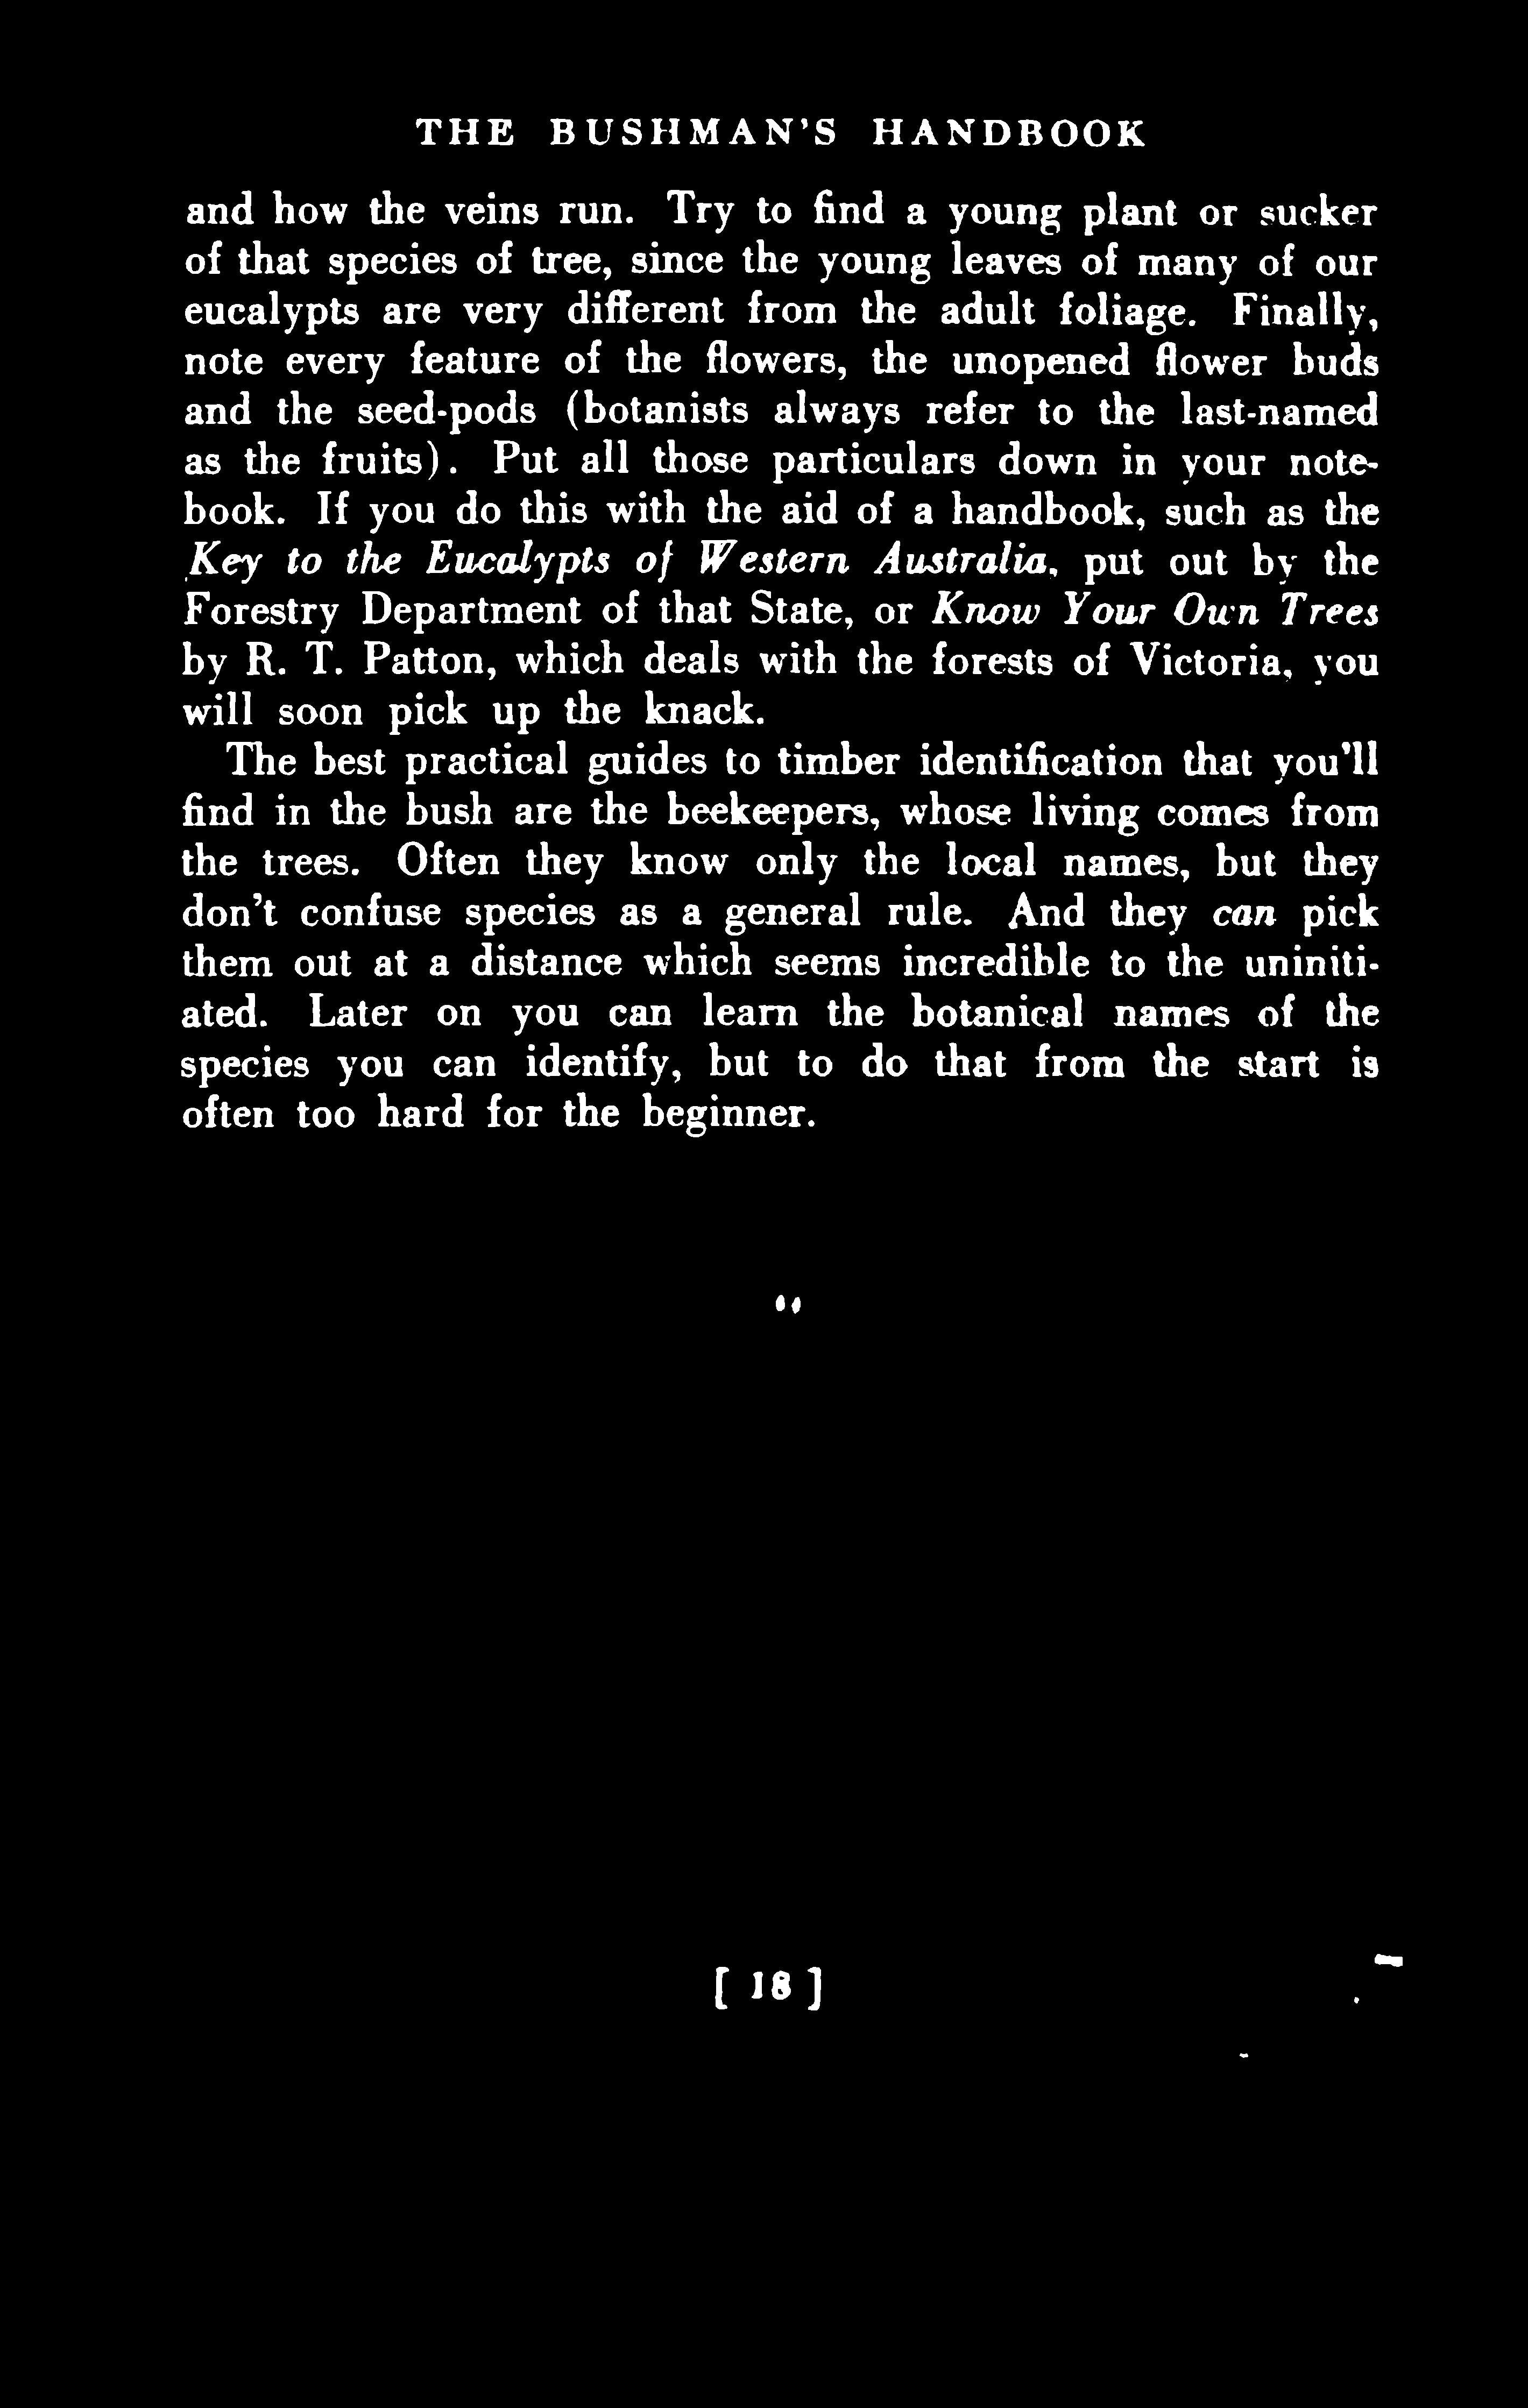 THE BUSHMAN'S HANDBOOK
and how the veins run. Try to find a young plant or sucker
of that species of tree, since the young leaves of many of our
eucalypts are very different from the adult foliage. Finally,
note every feature of the flowers, the unopened flower buds
and the seed-pods (botanists always refer to the last-named
as the fruits). Put all those particulars down in your note-
book. If you do this with the aid of a handbook, such as the
Key to the Eucalypts of Western Australia, put out by the
Forestry Department of that State, or Know Your Own Trees
by R. T. Patton, which deals with the forests of Victoria, you
will soon pick up the knack.
The best practical guides to timber identification that you'll
find in the bush are the beekeepers, whose living comes from
the trees. Often they know only the local names, but they
don't confuse species as a general rule. And they can pick
them out at a distance which seems incredible to the uniniti-
ated. Later on you can learn the botanical names of the
species you can identify, but to do that from the start is
often too hard for the beginner.
[ 18 ]